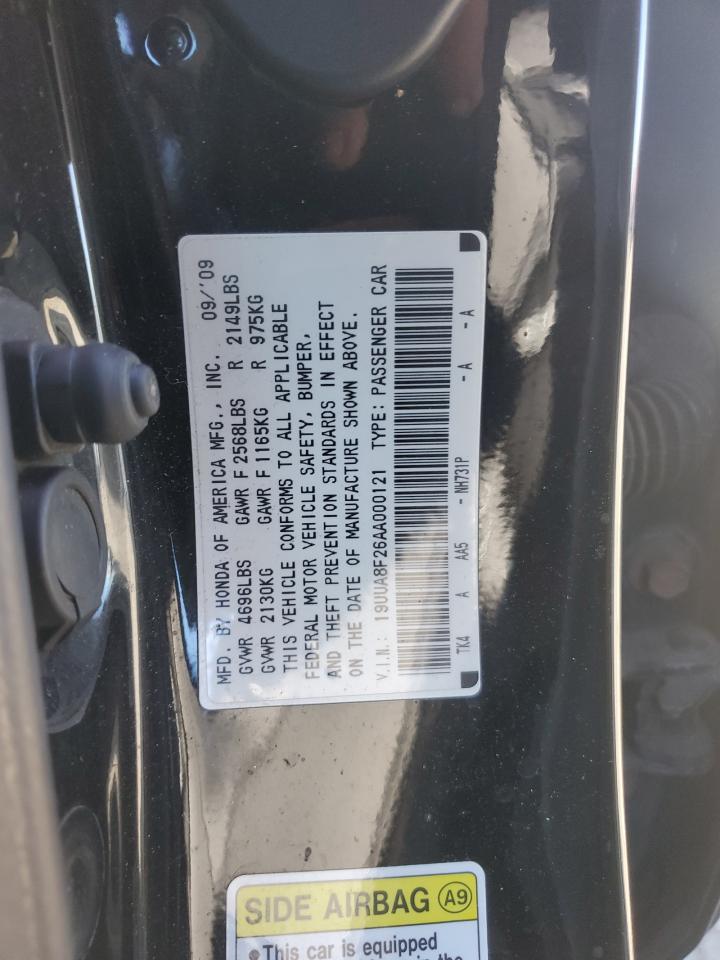 MFD. BY HONDA OF AMERICA MFG., INC. 09/'09
GVWR 4696LBS GAWR F 2568LBS R 2149LBS
GVWR 2130KG GAWR F 1165KG R 975KG
THIS VEHICLE CONFORMS TO ALL APPLICABLE
FEDERAL MOTOR VEHICLE SAFETY, BUMPER,
AND THEFT PREVENTION STANDARDS IN EFFECT
ON THE DATE OF MANUFACTURE SHOWN ABOVE.
V.I.N.: 19UUA8F26AA000121 TYPE: PASSENGER CAR
TK4 A AA5 - NH731P - A - A
SIDE AIRBAG A9
• This car is equipped
in the